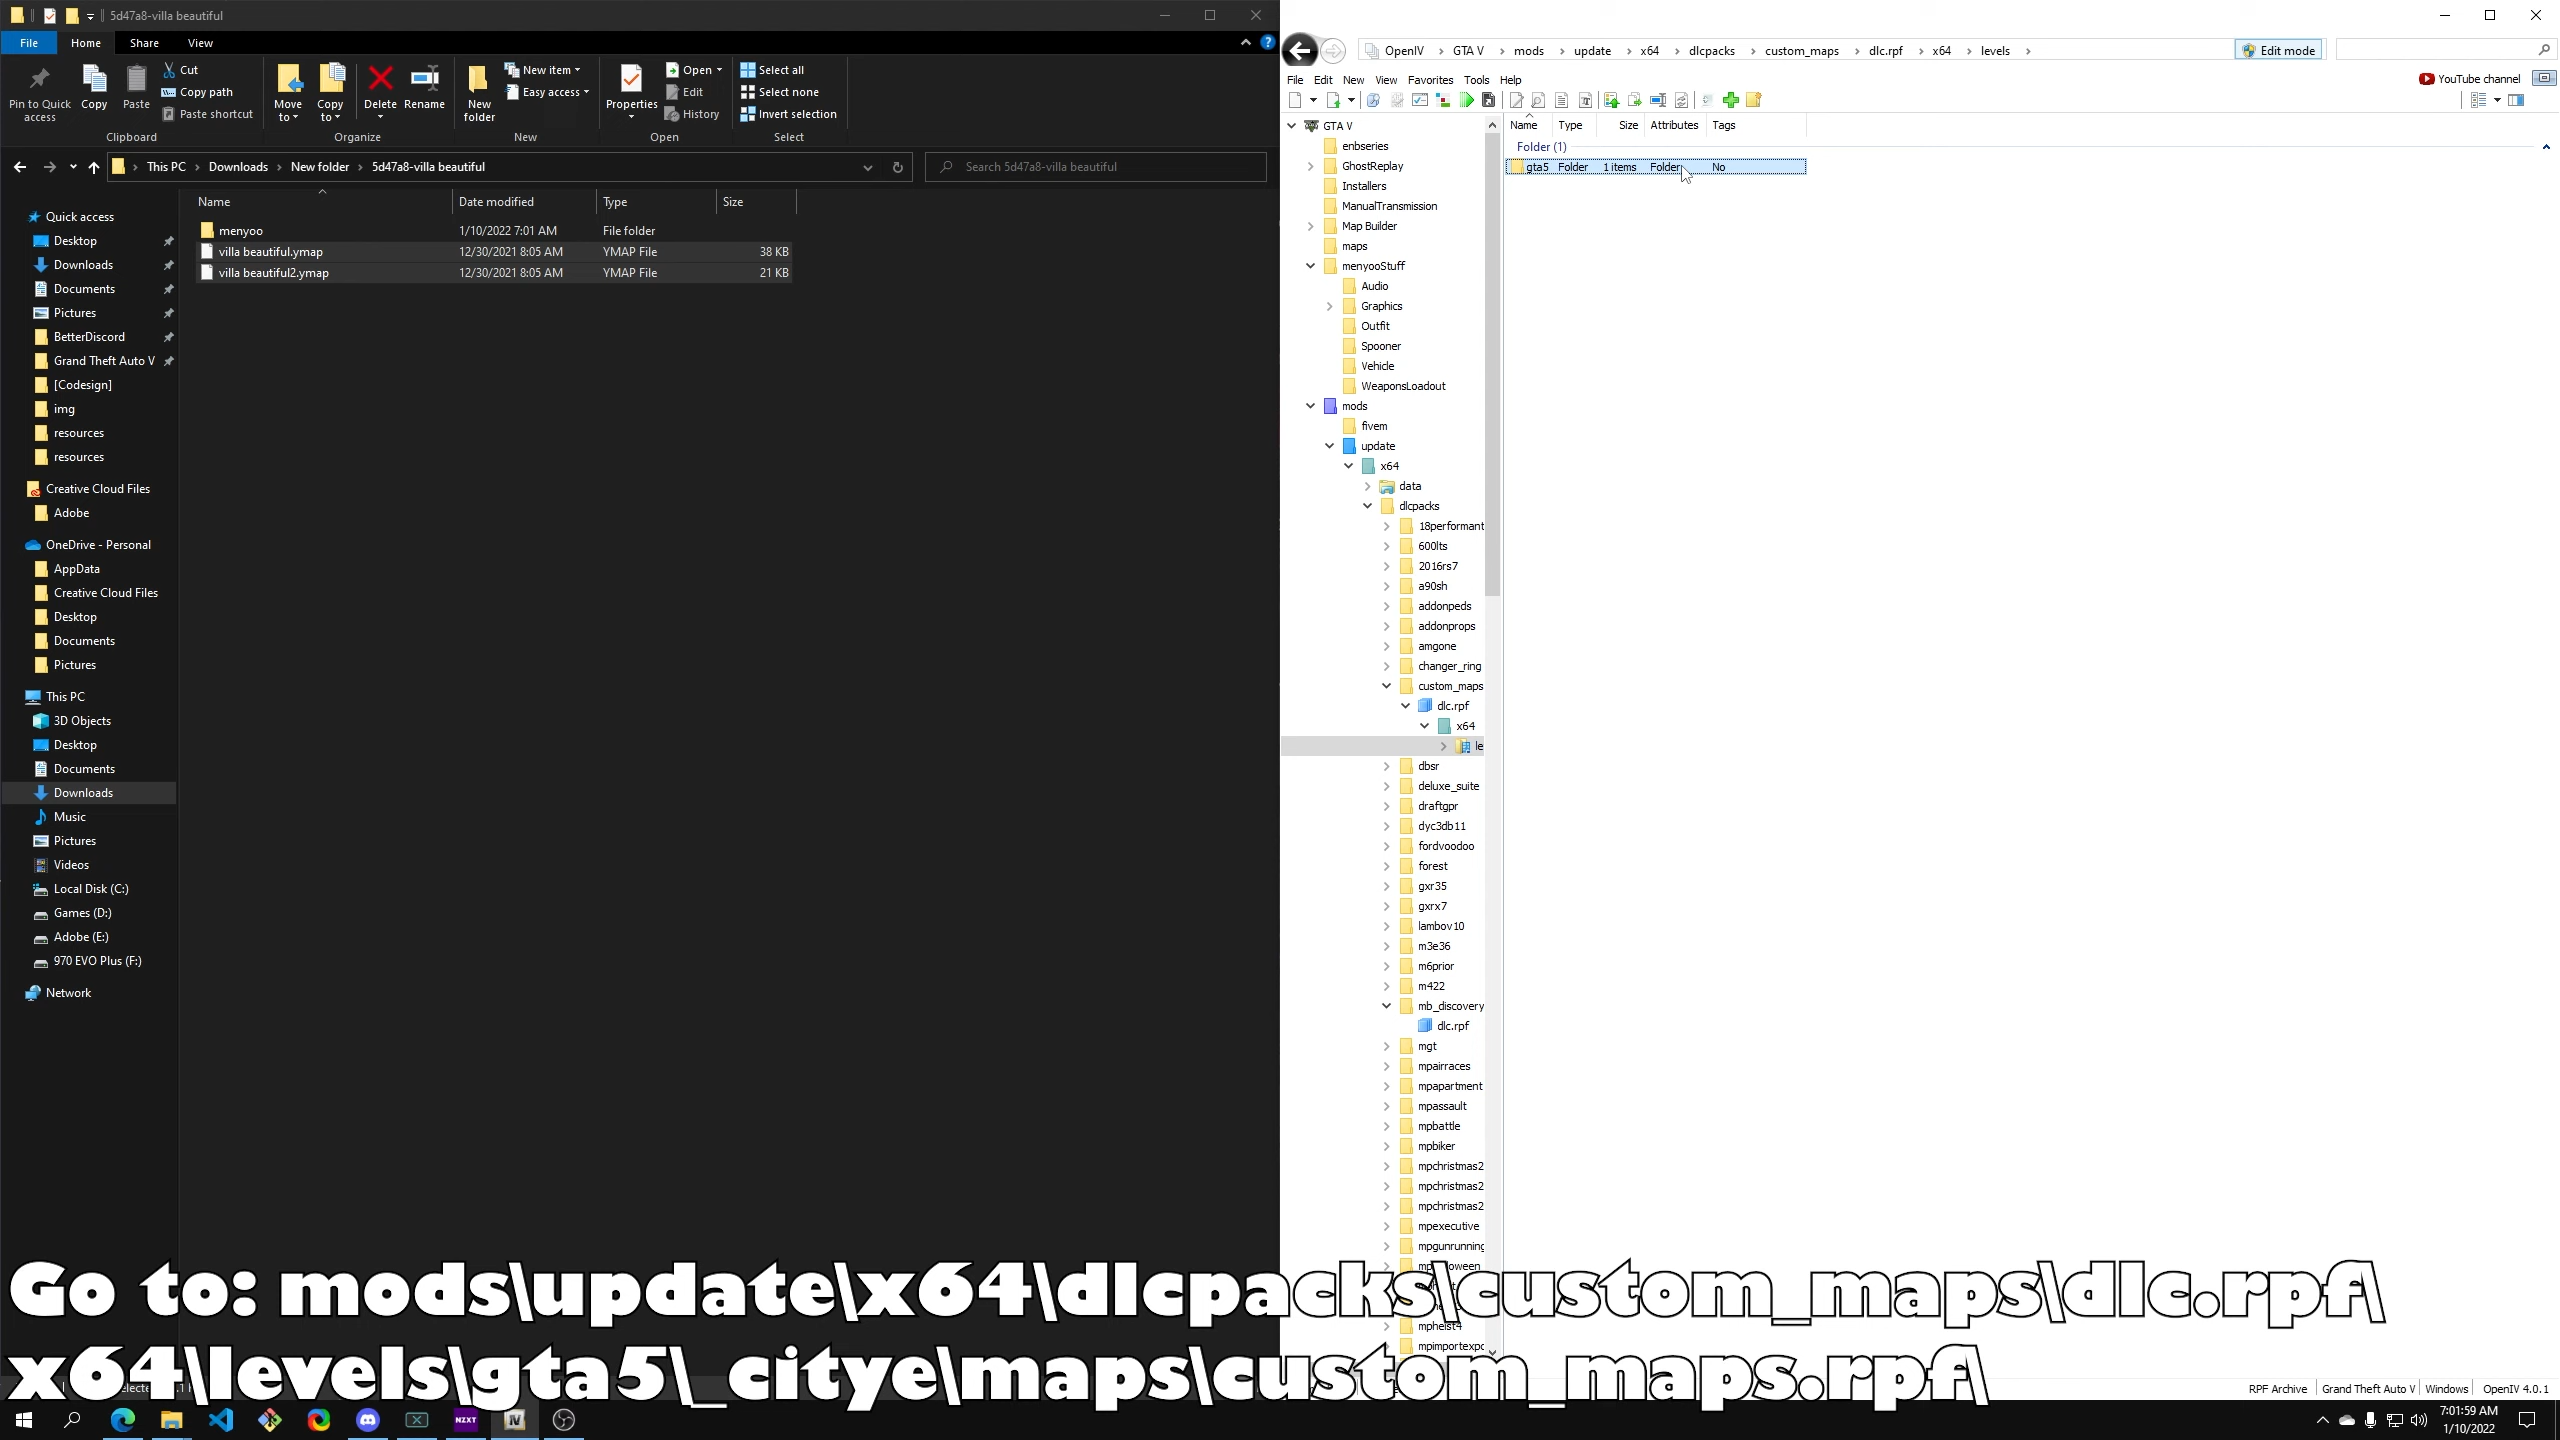 5d47a8-villa beautiful
File Home Share View
Pin to Quick access
Copy
Paste
Cut
Copy path
Paste shortcut
Clipboard
Move to
Copy to
Delete
Rename
Organize
New folder
New item
Easy access
New
Properties
Open
Edit
History
Open
Select all
Select none
Invert selection
Select
This PC > Downloads > New folder > 5d47a8-villa beautiful
Search 5d47a8-villa beautiful
Name Date modified Type Size
menyoo 1/10/2022 7:01 AM File folder
villa beautiful.ymap 12/30/2021 8:05 AM YMAP File 38 KB
villa beautiful2.ymap 12/30/2021 8:05 AM YMAP File 21 KB
Quick access
Desktop
Downloads
Documents
Pictures
BetterDiscord
Grand Theft Auto V
[Codesign]
img
resources
resources
Creative Cloud Files
Adobe
OneDrive - Personal
AppData
Creative Cloud Files
Desktop
Documents
Pictures
This PC
3D Objects
Desktop
Documents
Downloads
Music
Pictures
Videos
Local Disk (C:)
Games (D:)
Adobe (E:)
970 EVO Plus (F:)
Network
OpenIV > GTA V > mods > update > x64 > dlcpacks > custom_maps > dlc.rpf > x64 > levels >
Edit mode
File Edit New View Favorites Tools Help
YouTube channel
GTA V
enbseries
GhostReplay
Installers
ManualTransmission
Map Builder
maps
menyooStuff
Audio
Graphics
Outfit
Spooner
Vehicle
WeaponsLoadout
mods
fivem
update
x64
data
dlcpacks
18performant
600lts
2016rs7
a90sh
addonpeds
addonprops
amgone
changer_ring
custom_maps
dlc.rpf
x64
le
dbsr
deluxe_suite
draftgpr
dyc3db11
fordvoodoo
forest
gxr35
gxrx7
lambov10
m3e36
m6prior
m422
mb_discovery
dlc.rpf
mgt
mpairraces
mpapartment
mpassault
mpbattle
mpbiker
mpchristmas2
mpchristmas2
mpchristmas2
mpexecutive
mpgunrunning
mpheist4
mpimportexpo
Name Type Size Attributes Tags
Folder (1)
gta5 Folder 1 items Folder No
Go to: mods\update\x64\dlcpacks\custom_maps\dlc.rpf\
x64\levels\gta5\_citye\maps\custom_maps.rpf\
RPF Archive Grand Theft Auto V Windows OpenIV 4.0.1
NZXT
IV
7:01:59 AM
1/10/2022